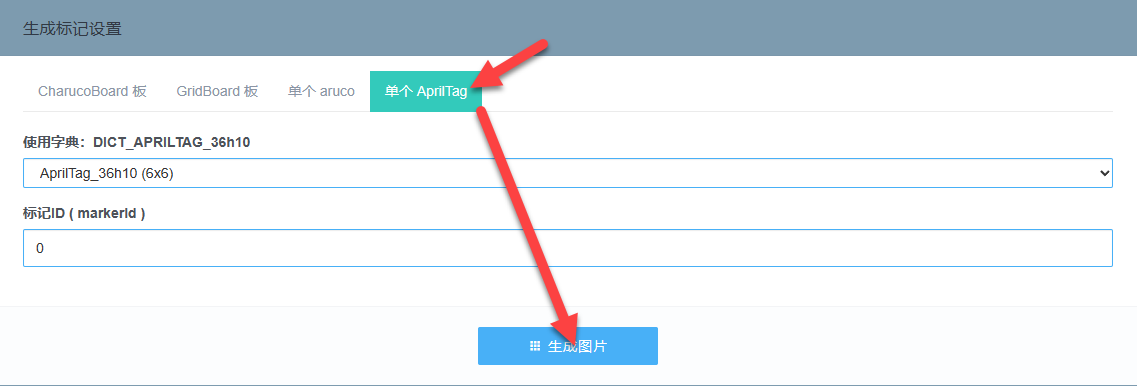 生成标记设置
CharucoBoard 板 GridBoard 板 单个 aruco 单个 AprilTag
使用字典：DICT_APRILTAG_36h10
AprilTag_36h10 (6x6)
标记ID ( markerId )
0
生成图片